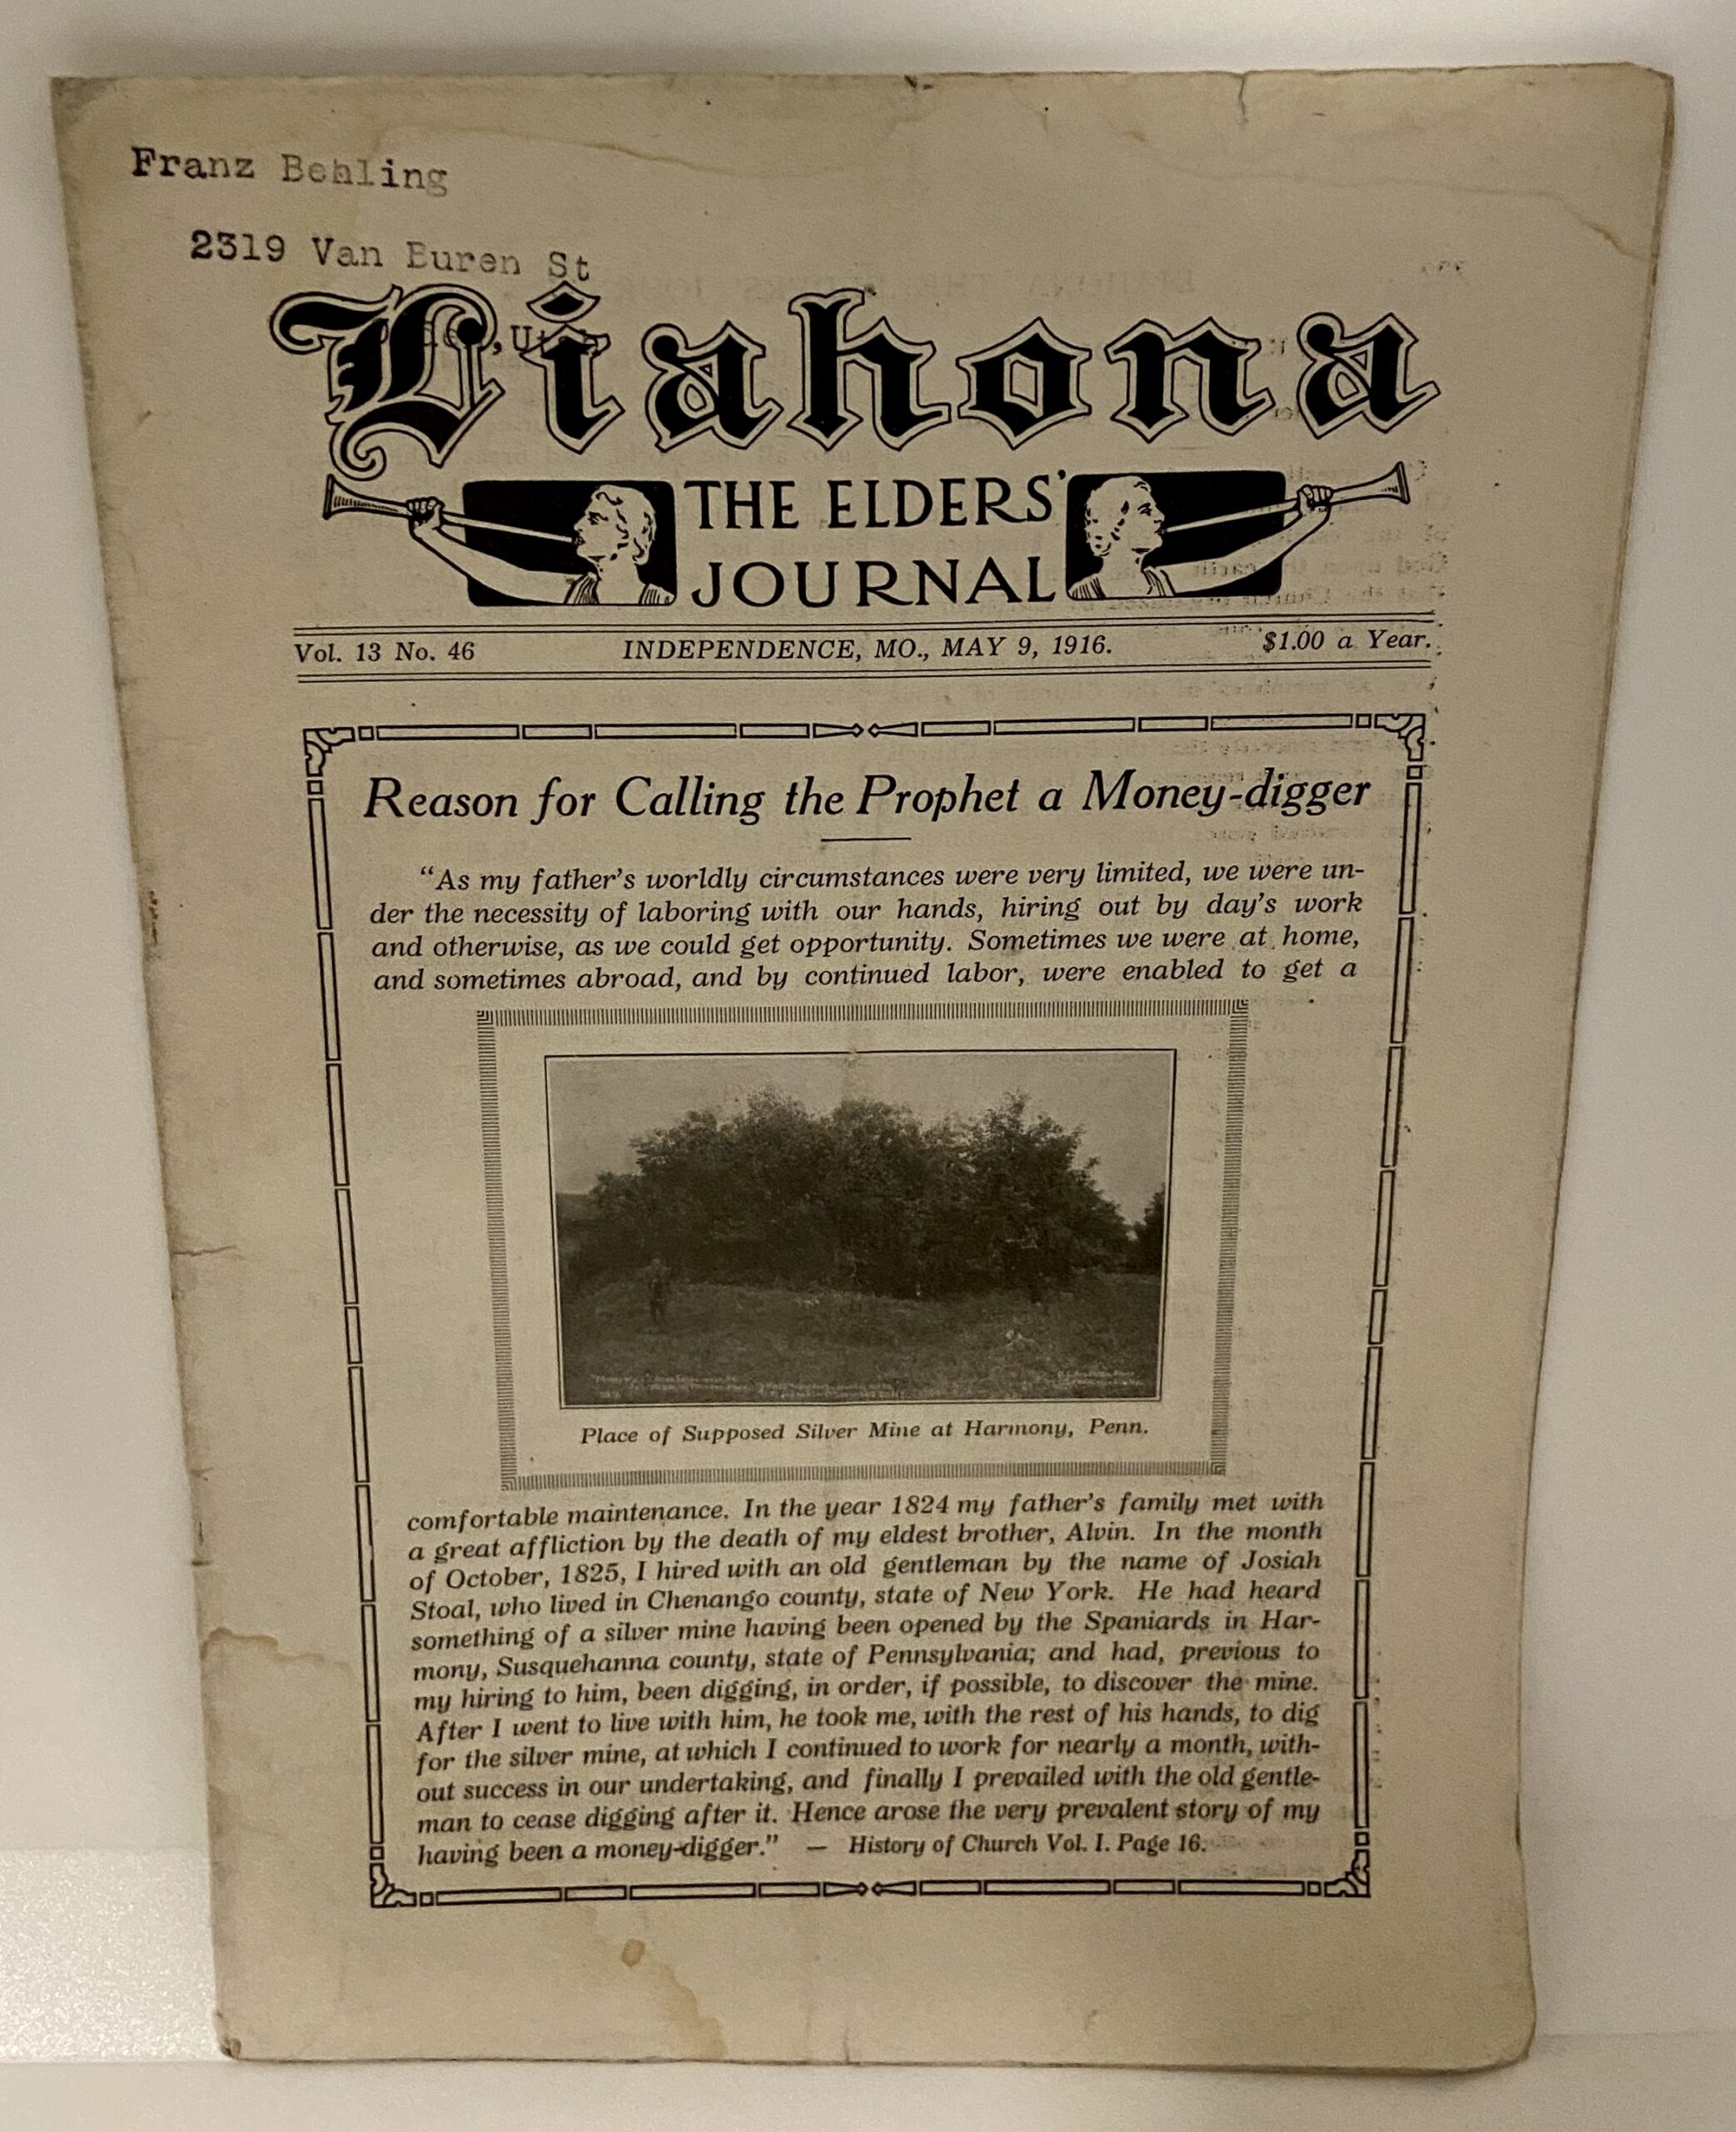 Franz Behling
2319 Van Buren St
Liahona
THE ELDERS'
JOURNAL
Vol. 13 No. 46 INDEPENDENCE, MO., MAY 9, 1916. $1.00 a Year.
Reason for Calling the Prophet a Money-digger
“As my father's worldly circumstances were very limited, we were un-
der the necessity of laboring with our hands, hiring out by day's work
and otherwise, as we could get opportunity. Sometimes we were at home,
and sometimes abroad, and by continued labor, were enabled to get a
Place of Supposed Silver Mine at Harmony, Penn.
comfortable maintenance. In the year 1824 my father's family met with
a great affliction by the death of my eldest brother, Alvin. In the month
of October, 1825, I hired with an old gentleman by the name of Josiah
Stoal, who lived in Chenango county, state of New York. He had heard
something of a silver mine having been opened by the Spaniards in Har-
mony, Susquehanna county, state of Pennsylvania; and had, previous to
my hiring to him, been digging, in order, if possible, to discover the mine.
After I went to live with him, he took me, with the rest of his hands, to dig
for the silver mine, at which I continued to work for nearly a month, with-
out success in our undertaking, and finally I prevailed with the old gentle-
man to cease digging after it. Hence arose the very prevalent story of my
having been a money-digger.” — History of Church Vol. I. Page 16.